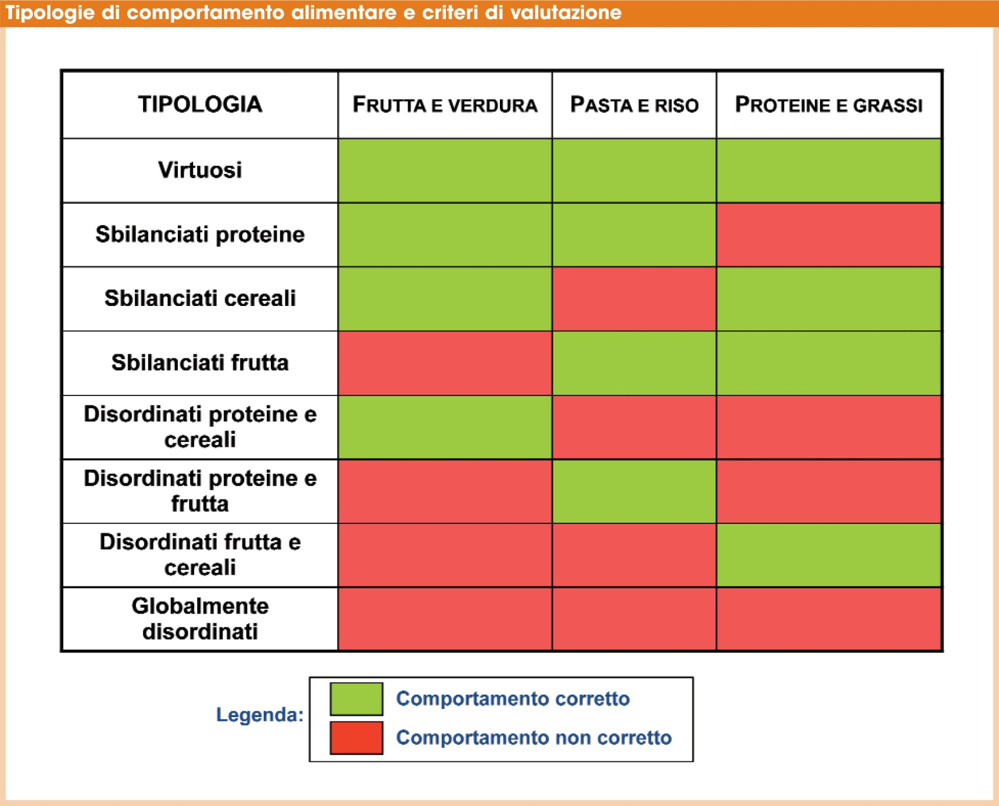 Tipologie di comportamento alimentare e criteri di valutazione
TIPOLOGIA FRUTTA E VERDURA PASTA E RISO PROTEINE E GRASSI
Virtuosi
Sbilanciati proteine
Sbilanciati cereali
Sbilanciati frutta
Disordinati proteine e
cereali
Disordinati proteine e
frutta
Disordinati frutta e
cereali
Globalmente
disordinati
Legenda:
Comportamento corretto
Comportamento non corretto